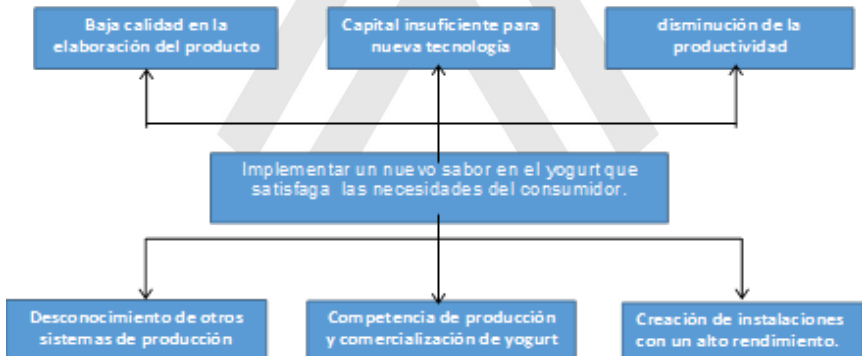 Baja calidad en la
elaboración del producto
Capital insuficiente para
nueva tecnología
disminución de la
productividad
Implementar un nuevo sabor en el yogurt que
satisfaga las necesidades del consumidor.
Desconocimiento de otros
sistemas de producción
Competencia de producción
y comercialización de yogurt
Creación de instalaciones
con un alto rendimiento.